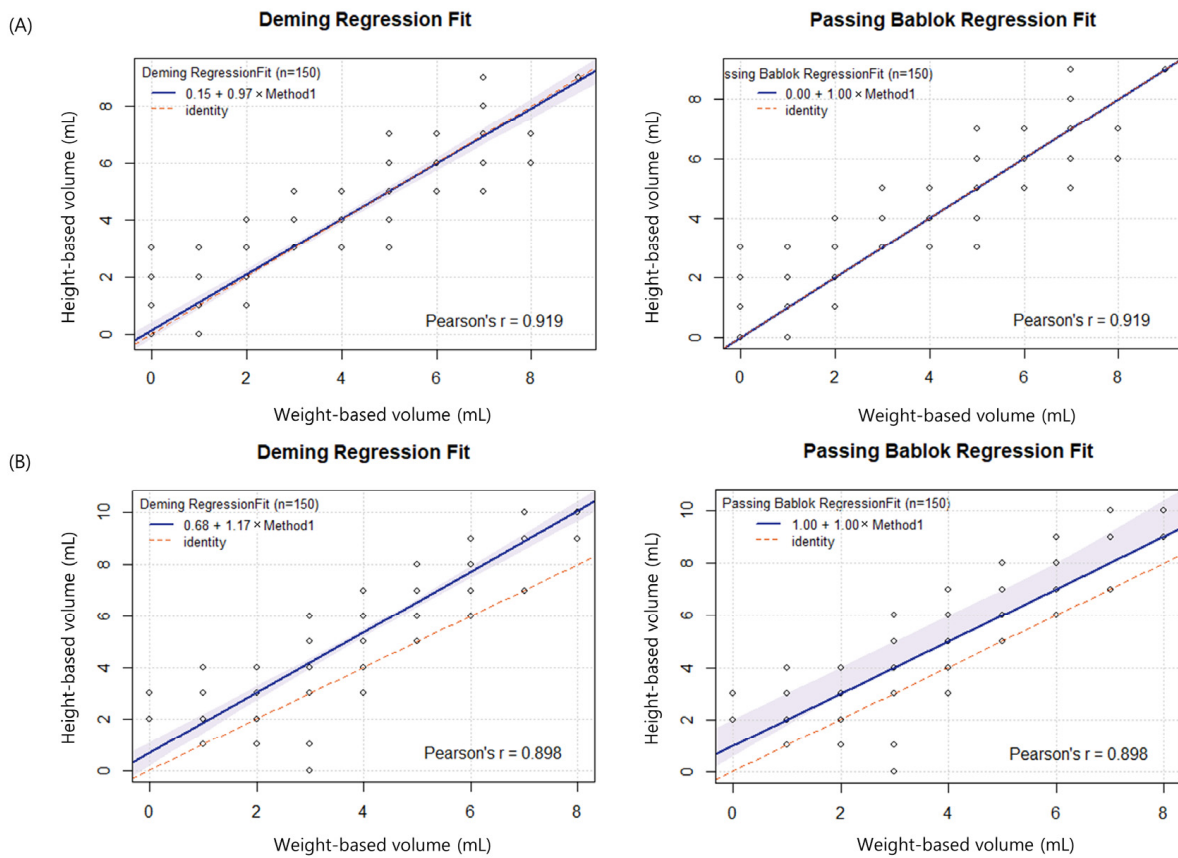 (A)
Deming Regression Fit
Deming RegressionFit (n=150)
0.15 + 0.97 × Method1
identity
Height-based volume (mL)
8
6
4
2
0
Pearson's r = 0.919
0 2 4 6 8
Weight-based volume (mL)
Passing Bablok Regression Fit
ssing Bablok RegressionFit (n=150)
0.00 + 1.00 × Method1
identity
Height-based volume (mL)
8
6
4
2
0
Pearson's r = 0.919
0 2 4 6 8
Weight-based volume (mL)
(B)
Deming Regression Fit
Deming RegressionFit (n=150)
0.68 + 1.17 × Method1
identity
Height-based volume (mL)
10
8
6
4
2
0
Pearson's r = 0.898
0 2 4 6 8
Weight-based volume (mL)
Passing Bablok Regression Fit
Passing Bablok RegressionFit (n=150)
1.00 + 1.00 × Method1
identity
Height-based volume (mL)
10
8
6
4
2
0
Pearson's r = 0.898
0 2 4 6 8
Weight-based volume (mL)